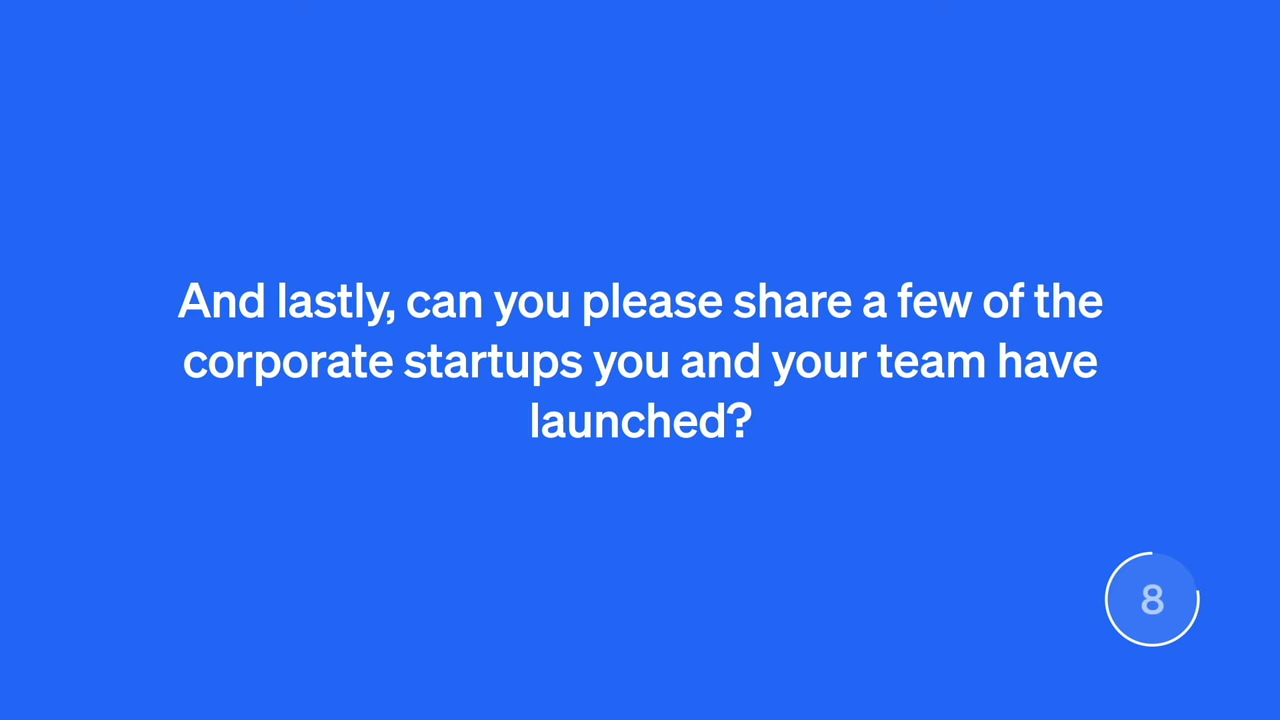 And lastly, can you please share a few of the
corporate startups you and your team have
launched?
8